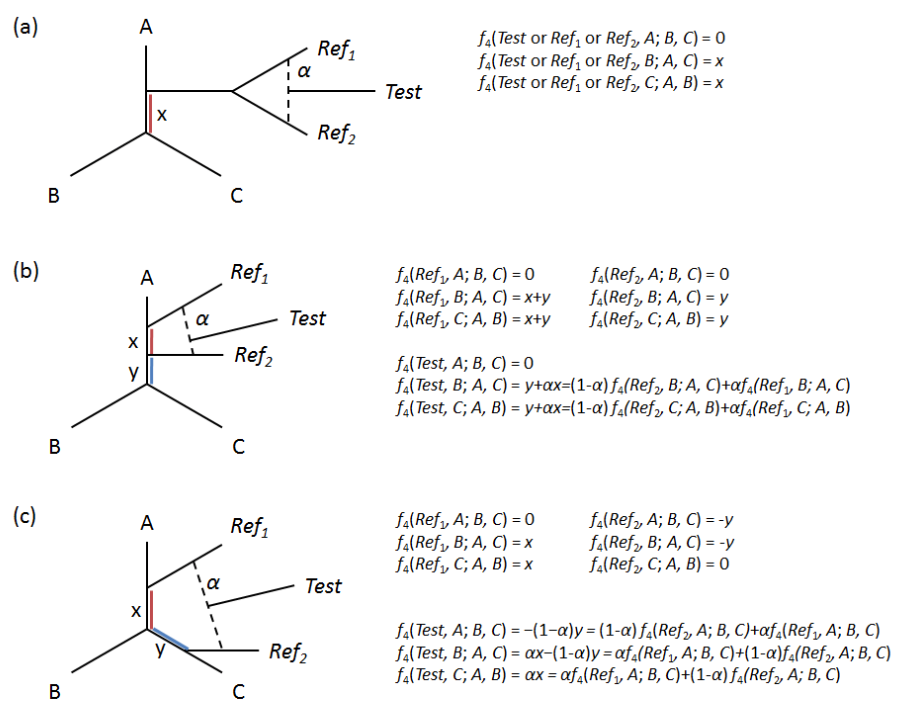 (a)
A
Ref₁
α
Test
x
Ref₂
B
C
f₄(Test or Ref₁ or Ref₂, A; B, C) = 0
f₄(Test or Ref₁ or Ref₂, B; A, C) = x
f₄(Test or Ref₁ or Ref₂, C; A, B) = x
(b)
A
Ref₁
α
Test
x
Ref₂
y
B
C
f₄(Ref₁, A; B, C) = 0 f₄(Ref₂, A; B, C) = 0
f₄(Ref₁, B; A, C) = x+y f₄(Ref₂, B; A, C) = y
f₄(Ref₁, C; A, B) = x+y f₄(Ref₂, C; A, B) = y
f₄(Test, A; B, C) = 0
f₄(Test, B; A, C) = y+αx=(1-α)f₄(Ref₂, B; A, C)+αf₄(Ref₁, B; A, C)
f₄(Test, C; A, B) = y+αx=(1-α)f₄(Ref₂, C; A, B)+αf₄(Ref₁, C; A, B)
(c)
A
Ref₁
α
Test
x
y
Ref₂
B
C
f₄(Ref₁, A; B, C) = 0 f₄(Ref₂, A; B, C) = -y
f₄(Ref₁, B; A, C) = x f₄(Ref₂, B; A, C) = -y
f₄(Ref₁, C; A, B) = x f₄(Ref₂, C; A, B) = 0
f₄(Test, A; B, C) = −(1−α)y = (1-α)f₄(Ref₂, A; B, C)+αf₄(Ref₁, A; B, C)
f₄(Test, B; A, C) = αx−(1-α)y = αf₄(Ref₁, B; A, C)+(1-α)f₄(Ref₂, A; B, C)
f₄(Test, C; A, B) = αx = αf₄(Ref₁, A; B, C)+(1-α)f₄(Ref₂, A; B, C)